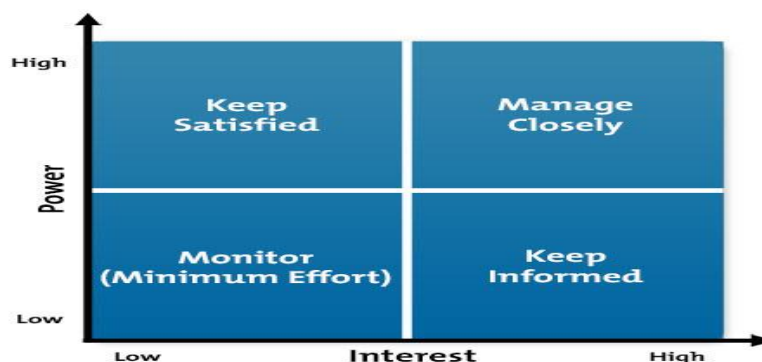 High
Keep
Satisfied
Manage
Closely
Power
Monitor
(Minimum Effort)
Keep
Informed
Low
Low
Interest
High